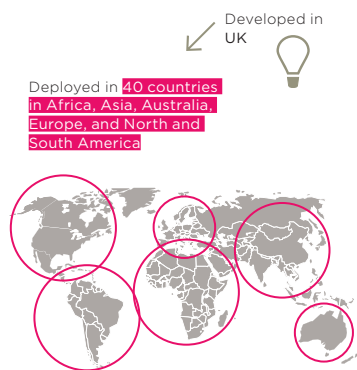 Developed in
UK
Deployed in 40 countries
in Africa, Asia, Australia,
Europe, and North and
South America